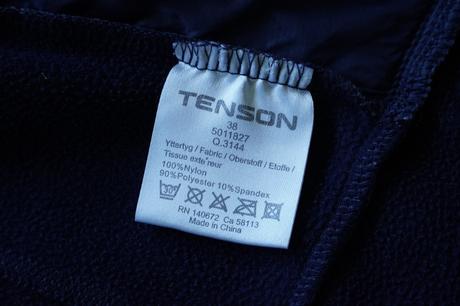 TENSON
38
5011827
Q.3144
Yttertyg / Fabric / Oberstoff / Etoffe /
Tissue exte'reur
100%Nylon
90%Polyester 10%Spandex
30°
RN 140672 Ca 58113
Made in China